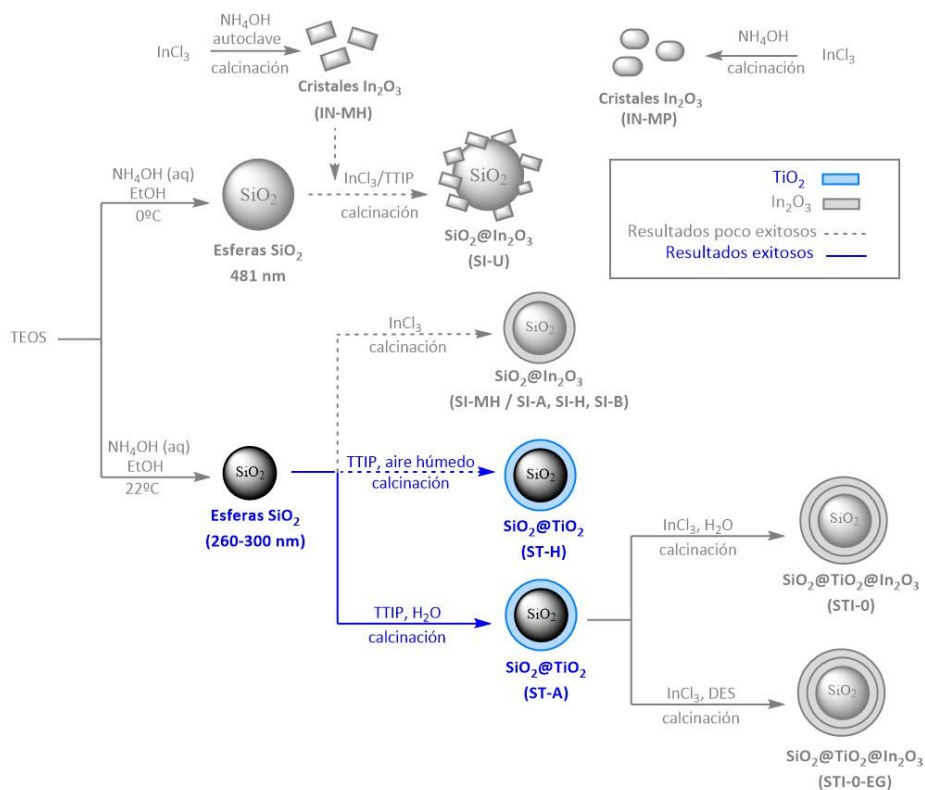 InCl₃
NH₄OH
autoclave
calcinación
Cristales In₂O₃
(IN-MH)
Cristales In₂O₃
(IN-MP)
NH₄OH
calcinación
InCl₃
TEOS
NH₄OH (aq)
EtOH
0ºC
SiO₂
Esferas SiO₂
481 nm
InCl₃/TTIP
calcinación
SiO₂
SiO₂@In₂O₃
(SI-U)
TiO₂
In₂O₃
Resultados poco exitosos
Resultados exitosos
InCl₃
calcinación
SiO₂
SiO₂@In₂O₃
(SI-MH / SI-A, SI-H, SI-B)
NH₄OH (aq)
EtOH
22ºC
SiO₂
Esferas SiO₂
(260-300 nm)
TTIP, aire húmedo
calcinación
SiO₂
SiO₂@TiO₂
(ST-H)
TTIP, H₂O
calcinación
SiO₂
SiO₂@TiO₂
(ST-A)
InCl₃, H₂O
calcinación
SiO₂
SiO₂@TiO₂@In₂O₃
(STI-0)
InCl₃, DES
calcinación
SiO₂
SiO₂@TiO₂@In₂O₃
(STI-0-EG)